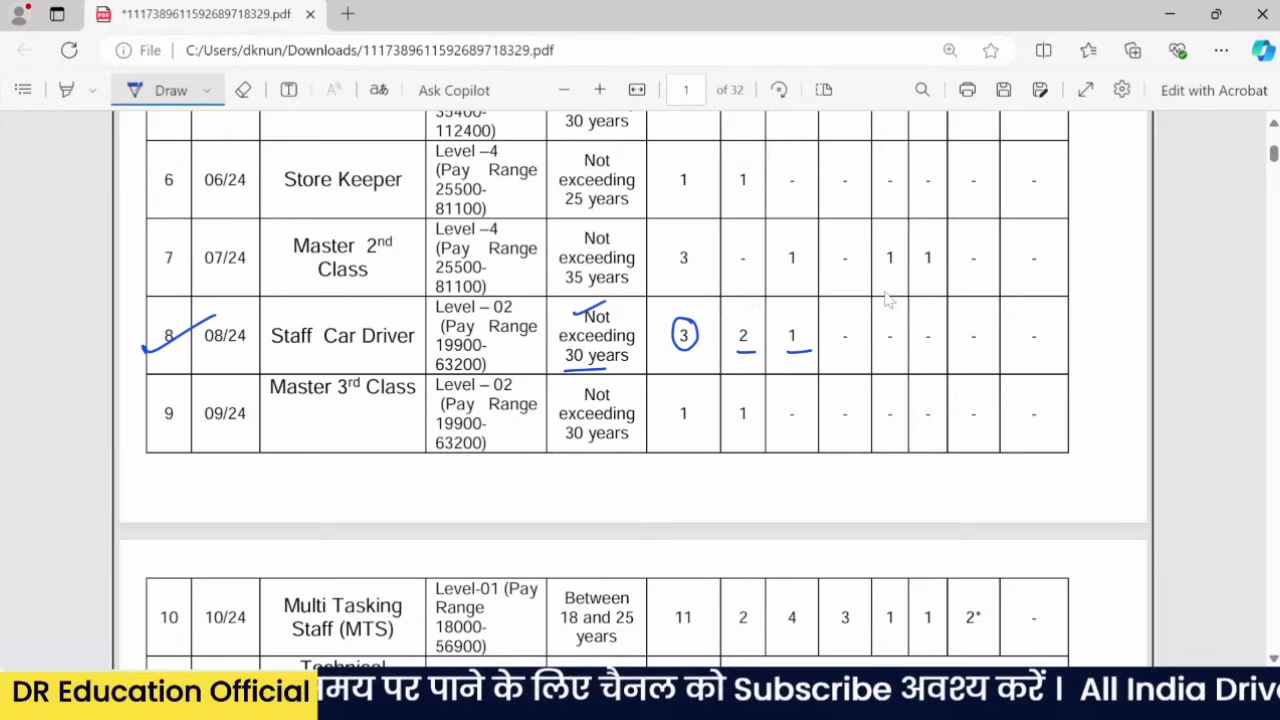 *1117389611592689718329.pdf
File
C:/Users/dknun/Downloads/1117389611592689718329.pdf
Draw
Ask Copilot
1 of 32
Edit with Acrobat
35400-
112400)
30 years
6 06/24 Store Keeper Level –4 (Pay Range 25500-81100) Not exceeding 25 years 1 1 - - - - - -
7 07/24 Master 2nd Class Level –4 (Pay Range 25500-81100) Not exceeding 35 years 3 - 1 - 1 1 - -
8 08/24 Staff Car Driver Level – 02 (Pay Range 19900-63200) Not exceeding 30 years 3 2 1 - - - - -
9 09/24 Master 3rd Class Level – 02 (Pay Range 19900-63200) Not exceeding 30 years 1 1 - - - - - -
10 10/24 Multi Tasking Staff (MTS) Level-01 (Pay Range 18000-56900) Between 18 and 25 years 11 2 4 3 1 1 2* -
Technical
DR Education Official
समय पर पाने के लिए चैनल को Subscribe अवश्य करें । All India Drive